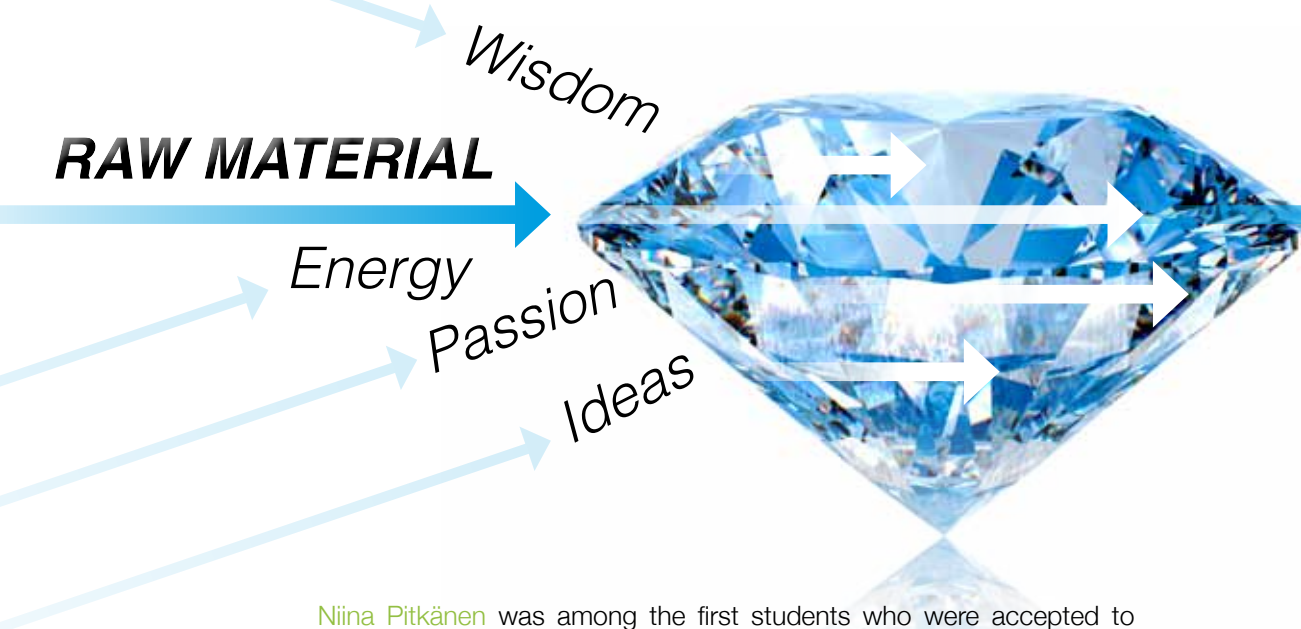 Wisdom
RAW MATERIAL
Energy
Passion
Ideas
Niina Pitkänen was among the first students who were accepted to